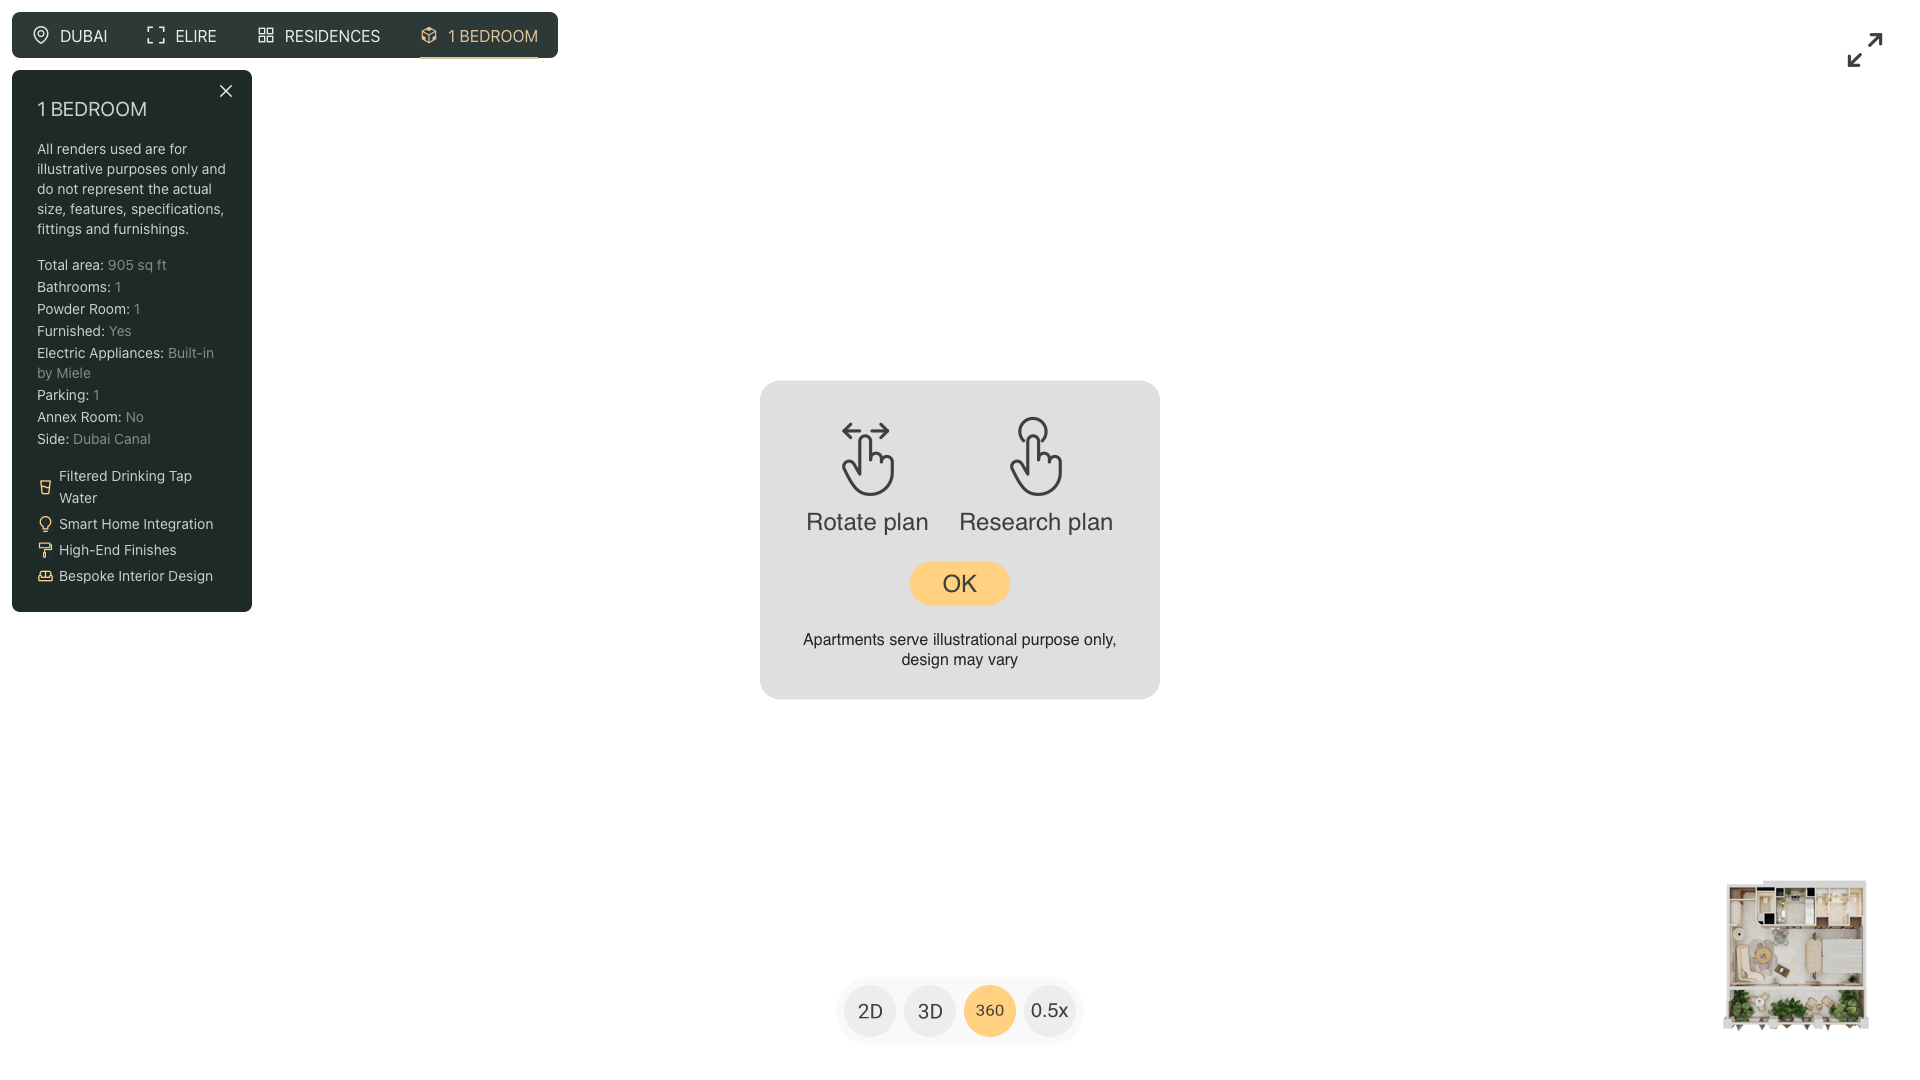 DUBAI
ELIRE
RESIDENCES
1 BEDROOM
1 BEDROOM
All renders used are for
illustrative purposes only and
do not represent the actual
size, features, specifications,
fittings and furnishings.
Total area: 905 sq ft
Bathrooms: 1
Powder Room: 1
Furnished: Yes
Electric Appliances: Built-in
by Miele
Parking: 1
Annex Room: No
Side: Dubai Canal
Filtered Drinking Tap
Water
Smart Home Integration
High-End Finishes
Bespoke Interior Design
Rotate plan
Research plan
OK
Apartments serve illustrational purpose only,
design may vary
2D
3D
360
0.5x